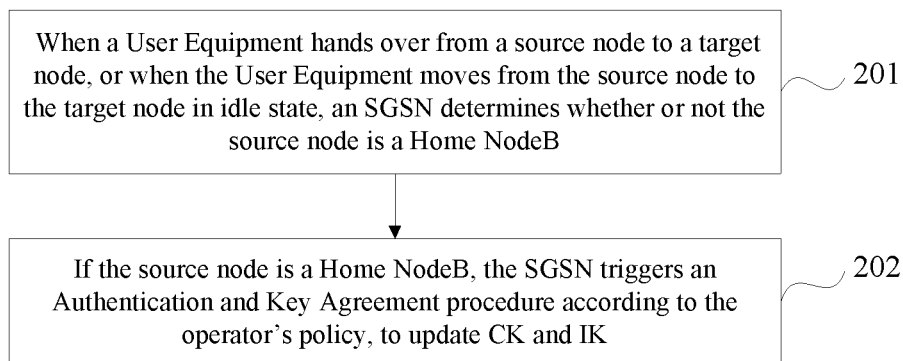 When a User Equipment hands over from a source node to a target
node, or when the User Equipment moves from the source node to
the target node in idle state, an SGSN determines whether or not the
source node is a Home NodeB
201
If the source node is a Home NodeB, the SGSN triggers an
Authentication and Key Agreement procedure according to the
operator's policy, to update CK and IK
202